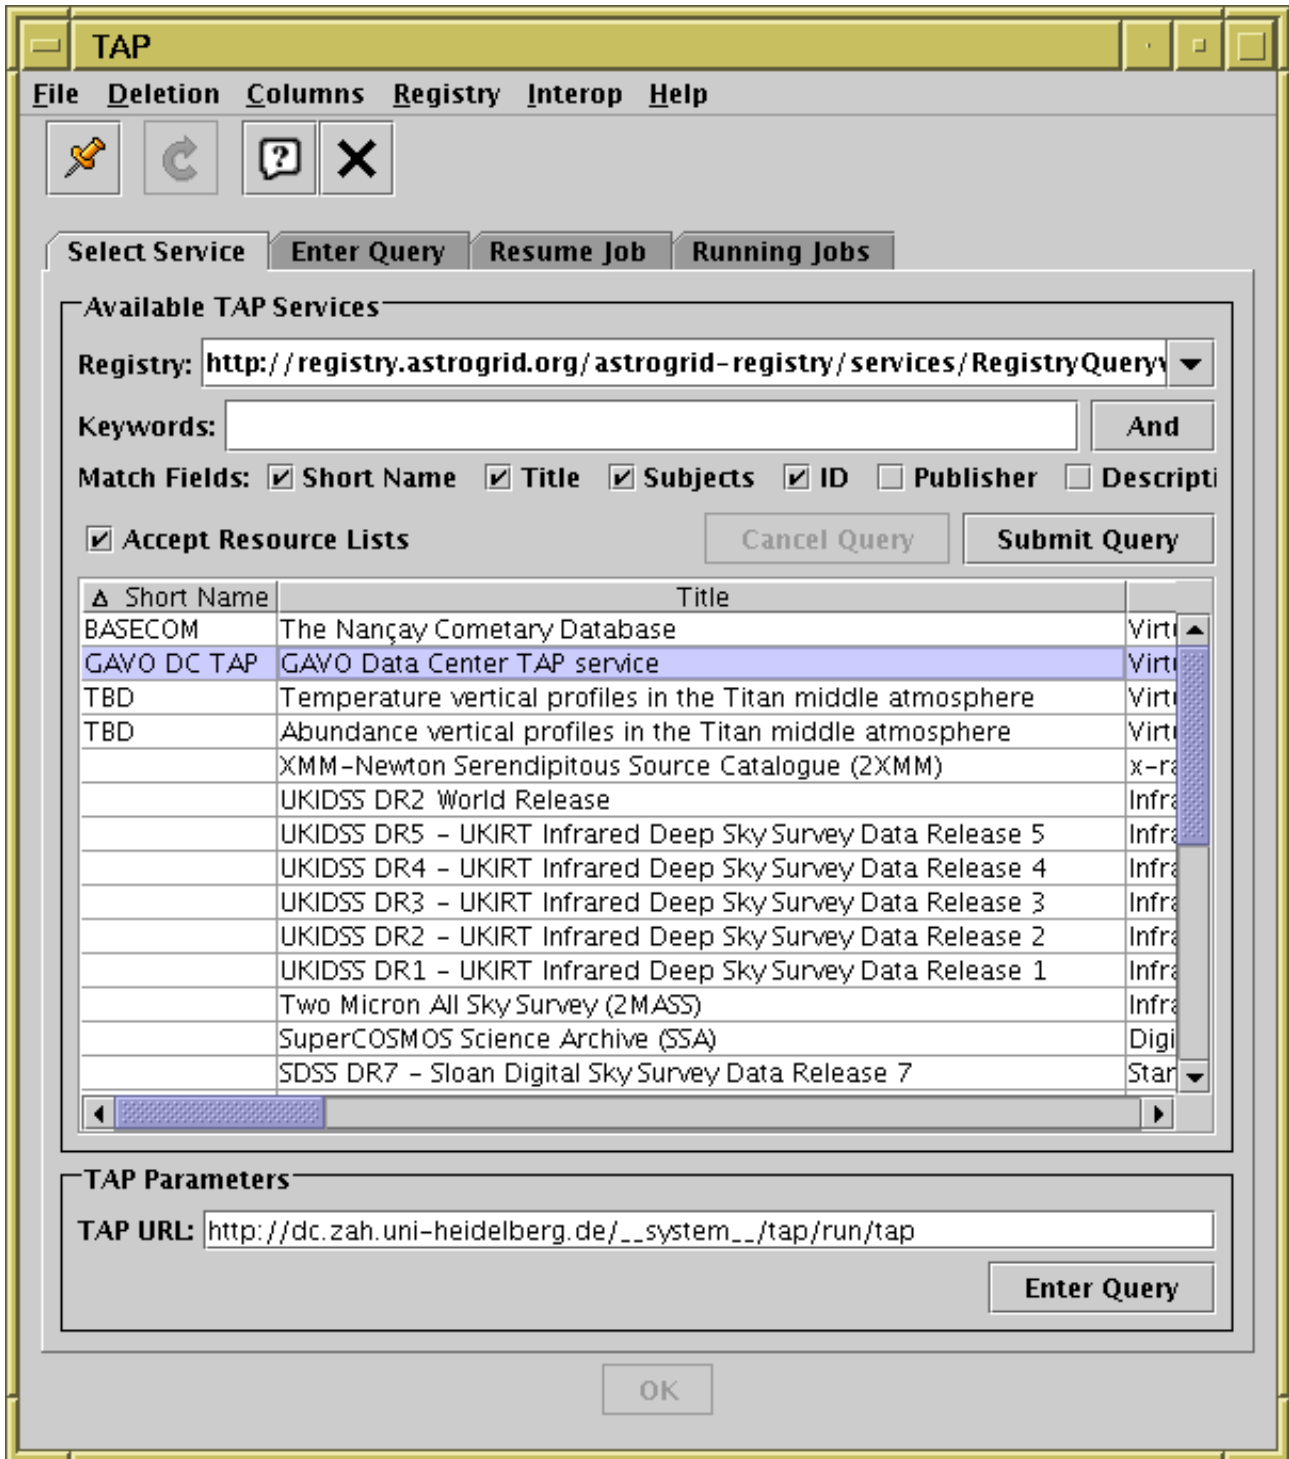 TAP
File Deletion Columns Registry Interop Help
Select Service Enter Query Resume Job Running Jobs
Available TAP Services
Registry: http://registry.astrogrid.org/astrogrid-registry/services/RegistryQueryv
Keywords: And
Match Fields: Short Name Title Subjects ID Publisher Descripti
Accept Resource Lists Cancel Query Submit Query
Short Name Title
BASECOM The Nançay Cometary Database Virtu
GAVO DC TAP GAVO Data Center TAP service Virtu
TBD Temperature vertical profiles in the Titan middle atmosphere Virtu
TBD Abundance vertical profiles in the Titan middle atmosphere Virtu
XMM-Newton Serendipitous Source Catalogue (2XMM) x-ra
UKIDSS DR2 World Release Infra
UKIDSS DR5 - UKIRT Infrared Deep Sky Survey Data Release 5 Infra
UKIDSS DR4 - UKIRT Infrared Deep Sky Survey Data Release 4 Infra
UKIDSS DR3 - UKIRT Infrared Deep Sky Survey Data Release 3 Infra
UKIDSS DR2 - UKIRT Infrared Deep Sky Survey Data Release 2 Infra
UKIDSS DR1 - UKIRT Infrared Deep Sky Survey Data Release 1 Infra
Two Micron All Sky Survey (2MASS) Infra
SuperCOSMOS Science Archive (SSA) Digi
SDSS DR7 - Sloan Digital Sky Survey Data Release 7 Star
TAP Parameters
TAP URL: http://dc.zah.uni-heidelberg.de/__system__/tap/run/tap
Enter Query
OK